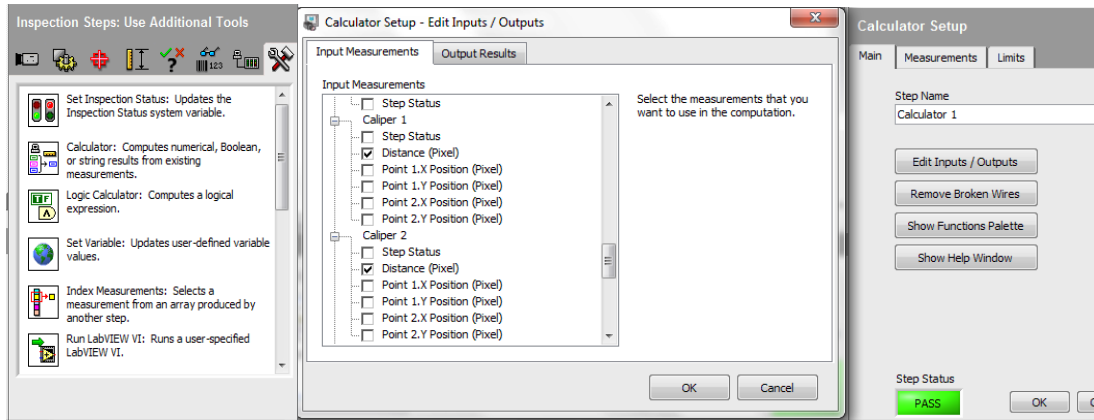 Inspection Steps: Use Additional Tools
123
Set Inspection Status: Updates the
Inspection Status system variable.
Calculator: Computes numerical, Boolean,
or string results from existing
measurements.
Logic Calculator: Computes a logical
expression.
Set Variable: Updates user-defined variable
values.
Index Measurements: Selects a
measurement from an array produced by
another step.
Run LabVIEW VI: Runs a user-specified
LabVIEW VI.
Calculator Setup - Edit Inputs / Outputs
Input Measurements
Output Results
Input Measurements
Step Status
Caliper 1
Step Status
Distance (Pixel)
Point 1.X Position (Pixel)
Point 1.Y Position (Pixel)
Point 2.X Position (Pixel)
Point 2.Y Position (Pixel)
Caliper 2
Step Status
Distance (Pixel)
Point 1.X Position (Pixel)
Point 1.Y Position (Pixel)
Point 2.X Position (Pixel)
Point 2.Y Position (Pixel)
Select the measurements that you
want to use in the computation.
OK
Cancel
Calculator Setup
Main
Measurements
Limits
Step Name
Calculator 1
Edit Inputs / Outputs
Remove Broken Wires
Show Functions Palette
Show Help Window
Step Status
PASS
OK